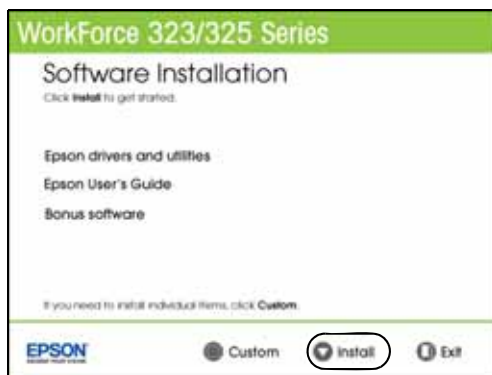 WorkForce 323/325 Series
Software Installation
Click Install to get started.
Epson drivers and utilities
Epson User's Guide
Bonus software
If you need to install individual items, click Custom.
EPSON Custom Install Exit